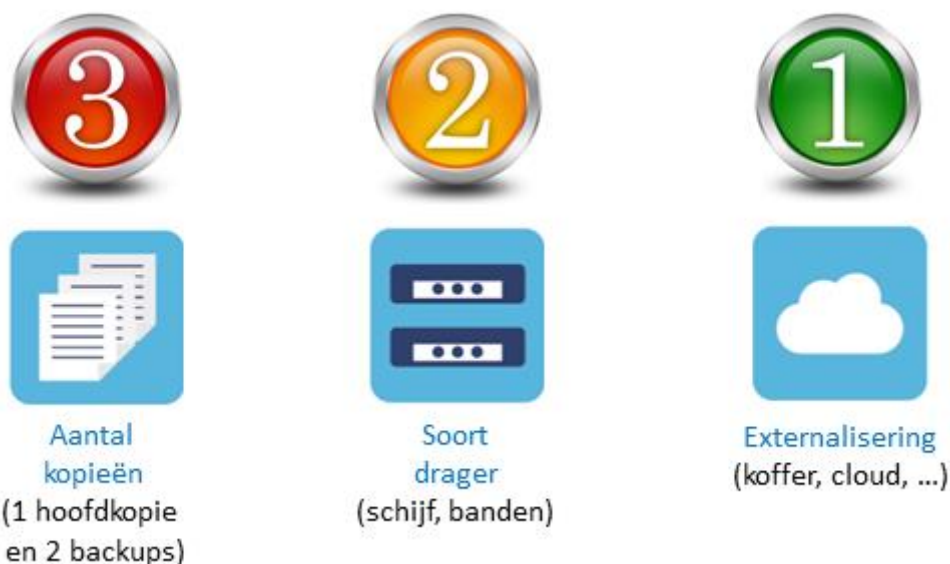 3
2
1
Aantal
kopieën
(1 hoofdkopie
en 2 backups)
Soort
drager
(schijf, banden)
Externalisering
(koffer, cloud, ...)